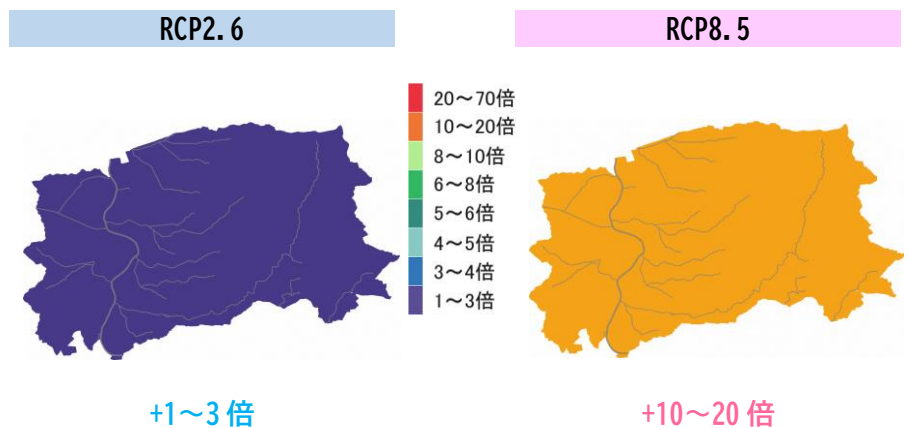 RCP2.6
RCP8.5
20～70倍
10～20倍
8～10倍
6～8倍
5～6倍
4～5倍
3～4倍
1～3倍
+1～3 倍
+10～20 倍